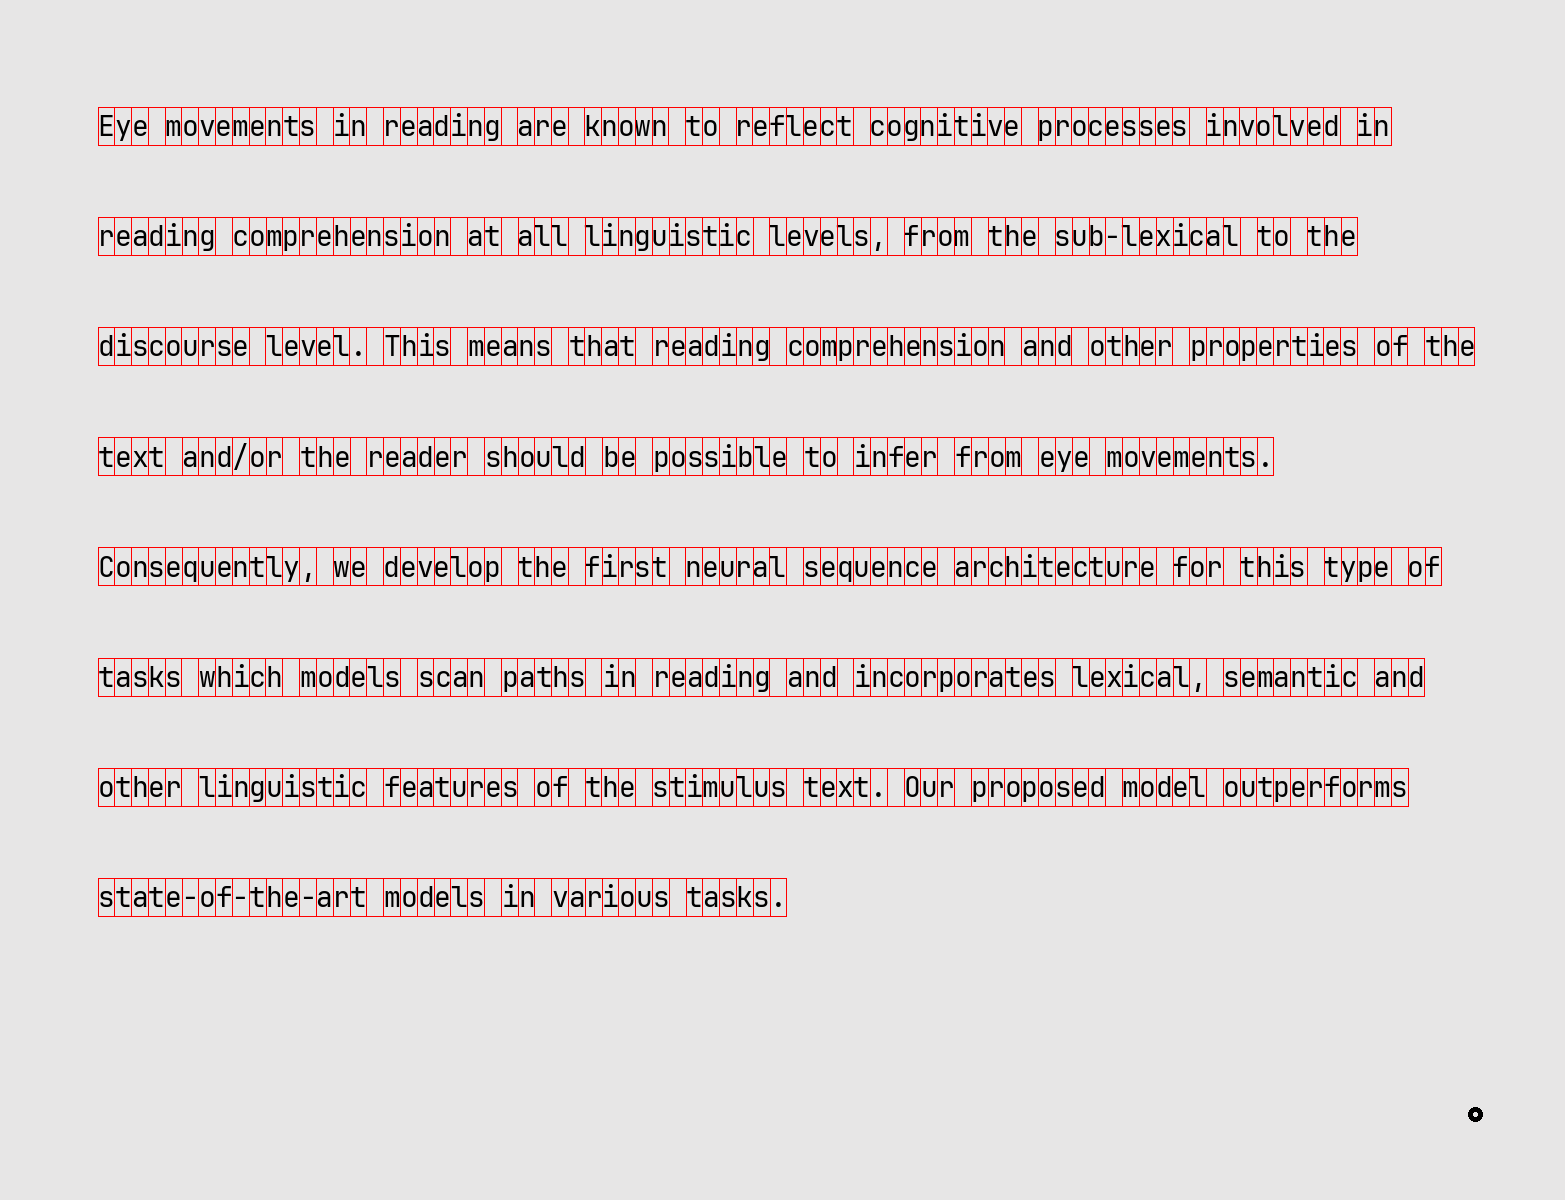 Eye movements in reading are known to reflect cognitive processes involved in
reading comprehension at all linguistic levels, from the sub-lexical to the
discourse level. This means that reading comprehension and other properties of the
text and/or the reader should be possible to infer from eye movements.
Consequently, we develop the first neural sequence architecture for this type of
tasks which models scan paths in reading and incorporates lexical, semantic and
other linguistic features of the stimulus text. Our proposed model outperforms
state-of-the-art models in various tasks.